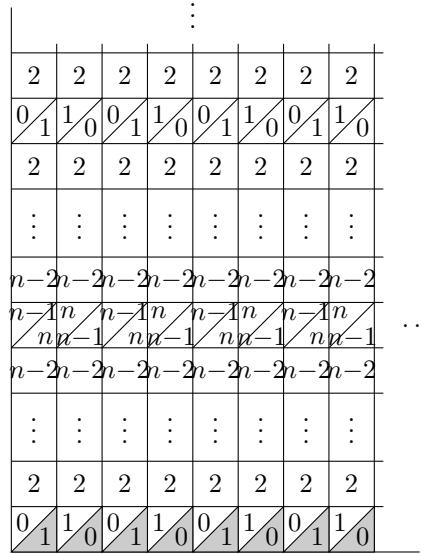 ⋮
2 2 2 2 2 2 2 2
0 1 1 0 0 1 1 0 0 1 1 0 0 1 1 0
2 2 2 2 2 2 2 2
⋮ ⋮ ⋮ ⋮ ⋮ ⋮ ⋮ ⋮
n−2 n−2 n−2 n−2 n−2 n−2 n−2 n−2
n−1 n n−1 n n−1 n n−1 n
n n−1 n n−1 n n−1 n n−1 ⋯
n−2 n−2 n−2 n−2 n−2 n−2 n−2 n−2
⋮ ⋮ ⋮ ⋮ ⋮ ⋮ ⋮ ⋮
2 2 2 2 2 2 2 2
0 1 1 0 0 1 1 0 0 1 1 0 0 1 1 0